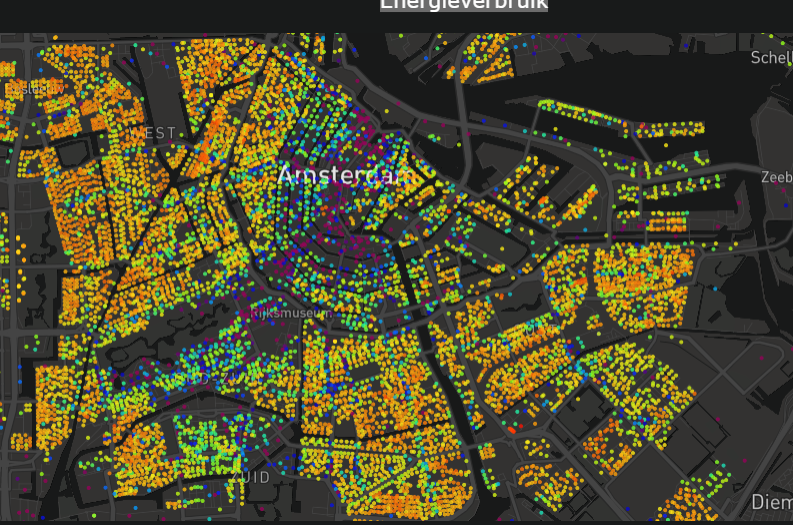 Energieverbruik
Schell
WEST
Amsterdam
Zeeb
Rijksmuseum
ZUID
Diem